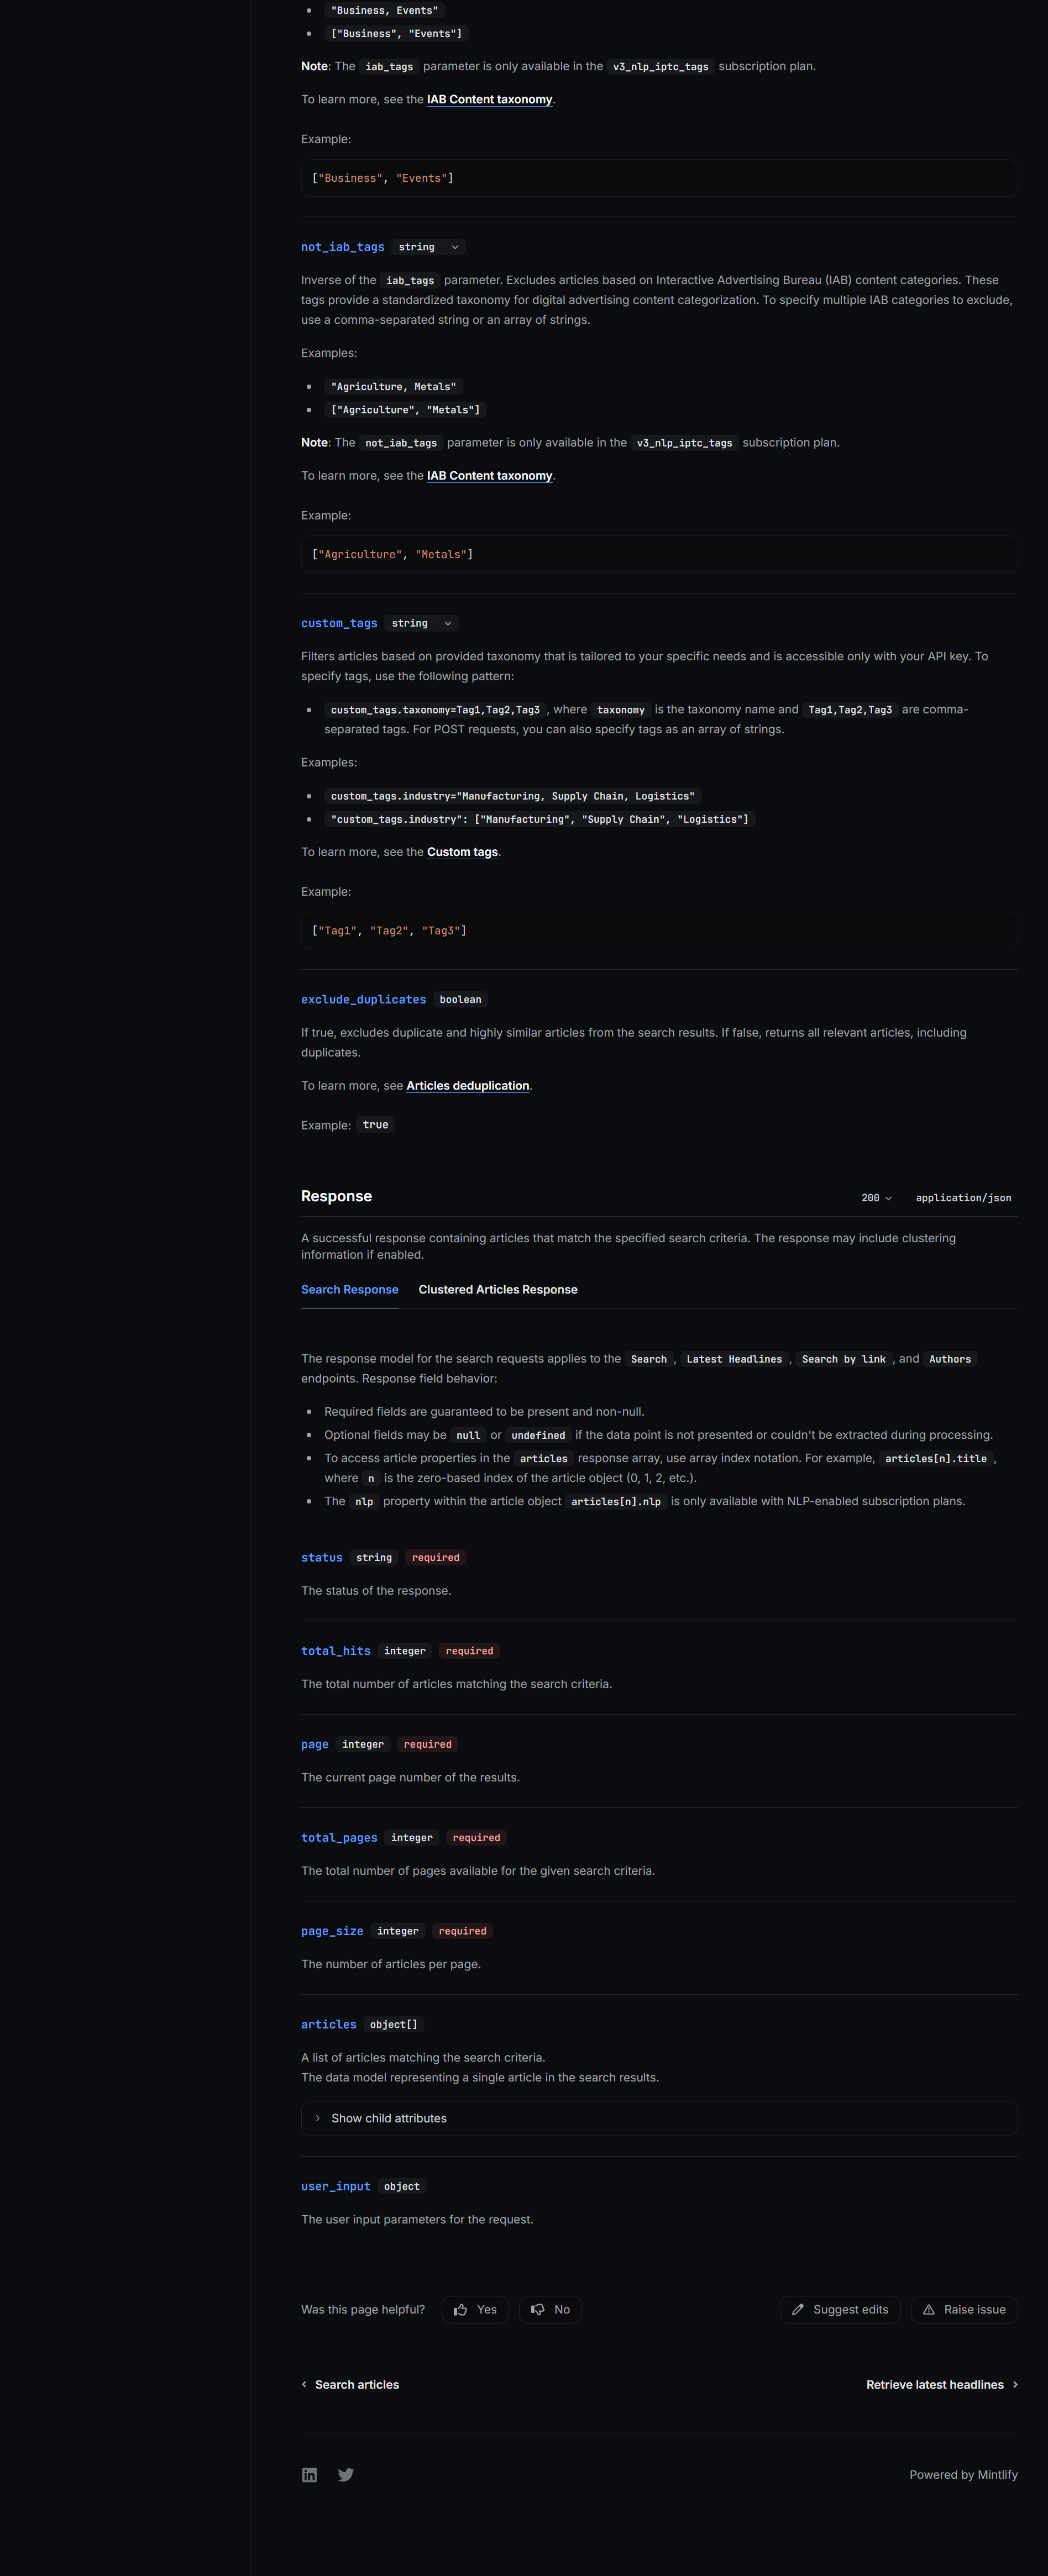 "Business, Events"
["Business", "Events"]
Note: The iab_tags parameter is only available in the v3_nlp_iptc_tags subscription plan.
To learn more, see the IAB Content taxonomy.
Example:
["Business", "Events"]
not_iab_tags string
Inverse of the iab_tags parameter. Excludes articles based on Interactive Advertising Bureau (IAB) content categories. These
tags provide a standardized taxonomy for digital advertising content categorization. To specify multiple IAB categories to exclude,
use a comma-separated string or an array of strings.
Examples:
"Agriculture, Metals"
["Agriculture", "Metals"]
Note: The not_iab_tags parameter is only available in the v3_nlp_iptc_tags subscription plan.
To learn more, see the IAB Content taxonomy.
Example:
["Agriculture", "Metals"]
custom_tags string
Filters articles based on provided taxonomy that is tailored to your specific needs and is accessible only with your API key. To
specify tags, use the following pattern:
custom_tags.taxonomy=Tag1,Tag2,Tag3, where taxonomy is the taxonomy name and Tag1,Tag2,Tag3 are comma-
separated tags. For POST requests, you can also specify tags as an array of strings.
Examples:
custom_tags.industry="Manufacturing, Supply Chain, Logistics"
"custom_tags.industry": ["Manufacturing", "Supply Chain", "Logistics"]
To learn more, see the Custom tags.
Example:
["Tag1", "Tag2", "Tag3"]
exclude_duplicates boolean
If true, excludes duplicate and highly similar articles from the search results. If false, returns all relevant articles, including
duplicates.
To learn more, see Articles deduplication.
Example: true
Response 200 application/json
A successful response containing articles that match the specified search criteria. The response may include clustering
information if enabled.
Search Response Clustered Articles Response
The response model for the search requests applies to the Search, Latest Headlines, Search by link, and Authors
endpoints. Response field behavior:
Required fields are guaranteed to be present and non-null.
Optional fields may be null or undefined if the data point is not presented or couldn't be extracted during processing.
To access article properties in the articles response array, use array index notation. For example, articles[n].title,
where n is the zero-based index of the article object (0, 1, 2, etc.).
The nlp property within the article object articles[n].nlp is only available with NLP-enabled subscription plans.
status string required
The status of the response.
total_hits integer required
The total number of articles matching the search criteria.
page integer required
The current page number of the results.
total_pages integer required
The total number of pages available for the given search criteria.
page_size integer required
The number of articles per page.
articles object[]
A list of articles matching the search criteria.
The data model representing a single article in the search results.
Show child attributes
user_input object
The user input parameters for the request.
Was this page helpful? Yes No Suggest edits Raise issue
Search articles Retrieve latest headlines
Powered by Mintlify